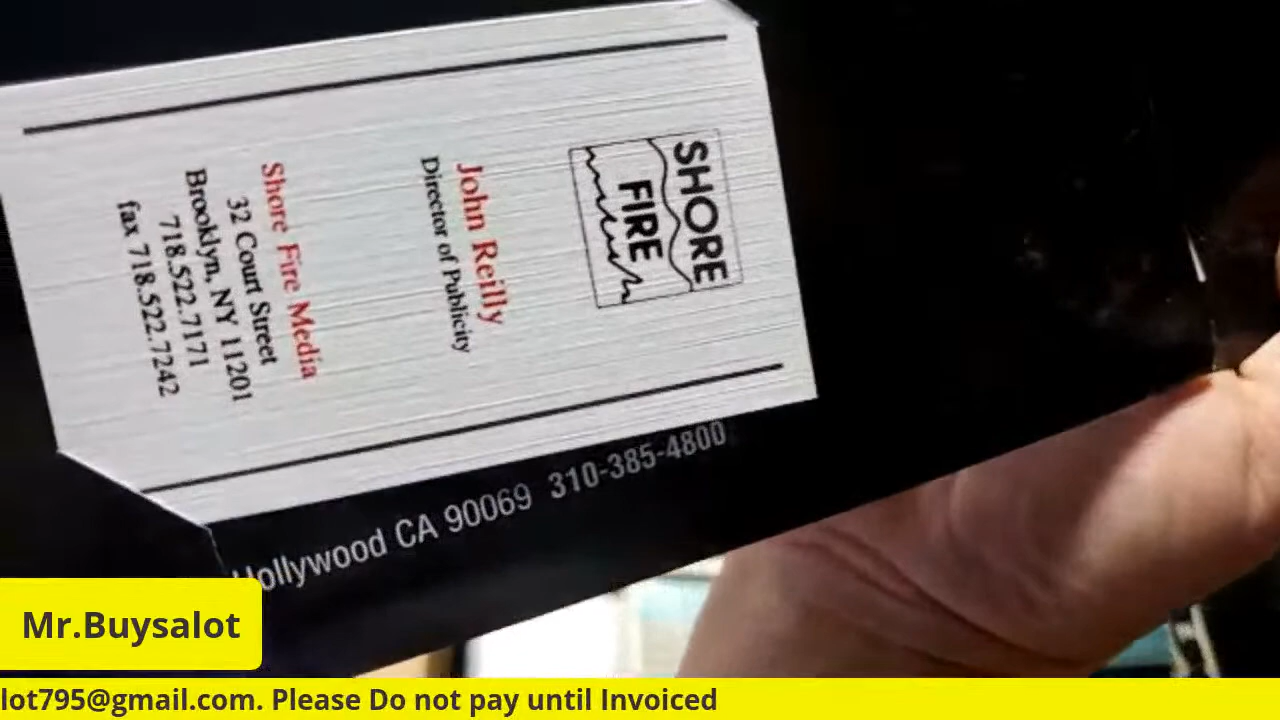 SHORE
FIRE
John Reilly
Director of Publicity
Shore Fire Media
32 Court Street
Brooklyn, NY 11201
718.522.7171
fax 718.522.7242
Hollywood CA 90069 310-385-4800
Mr.Buysalot
lot795@gmail.com. Please Do not pay until Invoiced